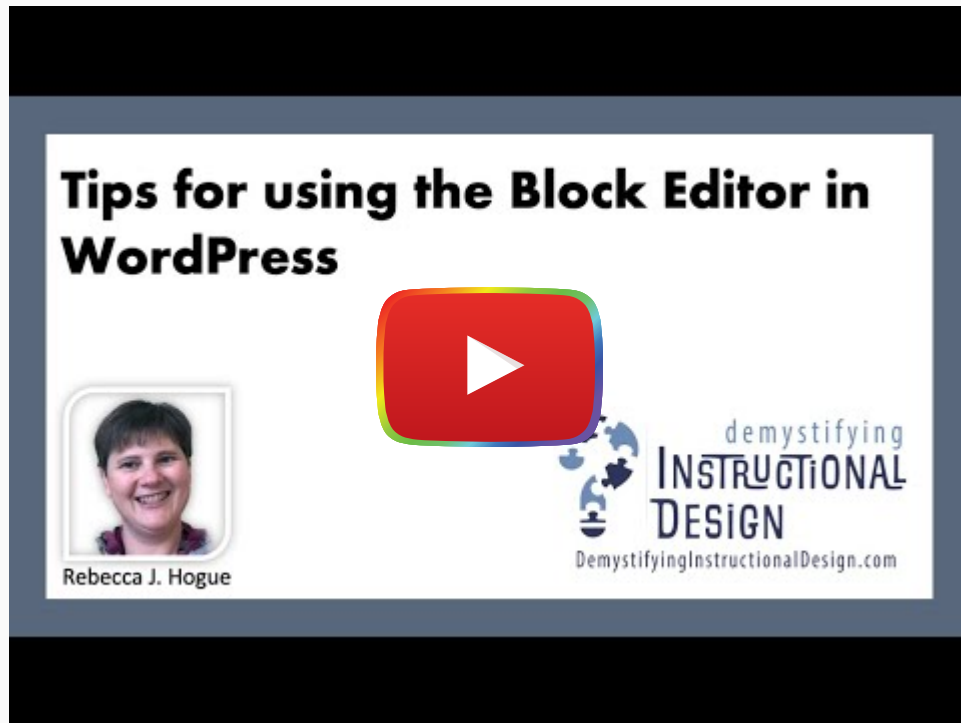 Tips for using the Block Editor in
WordPress
Rebecca J. Hogue
demystifying
INSTRUCTiONAL
DESiGN
DemystifyingInstructionalDesign.com